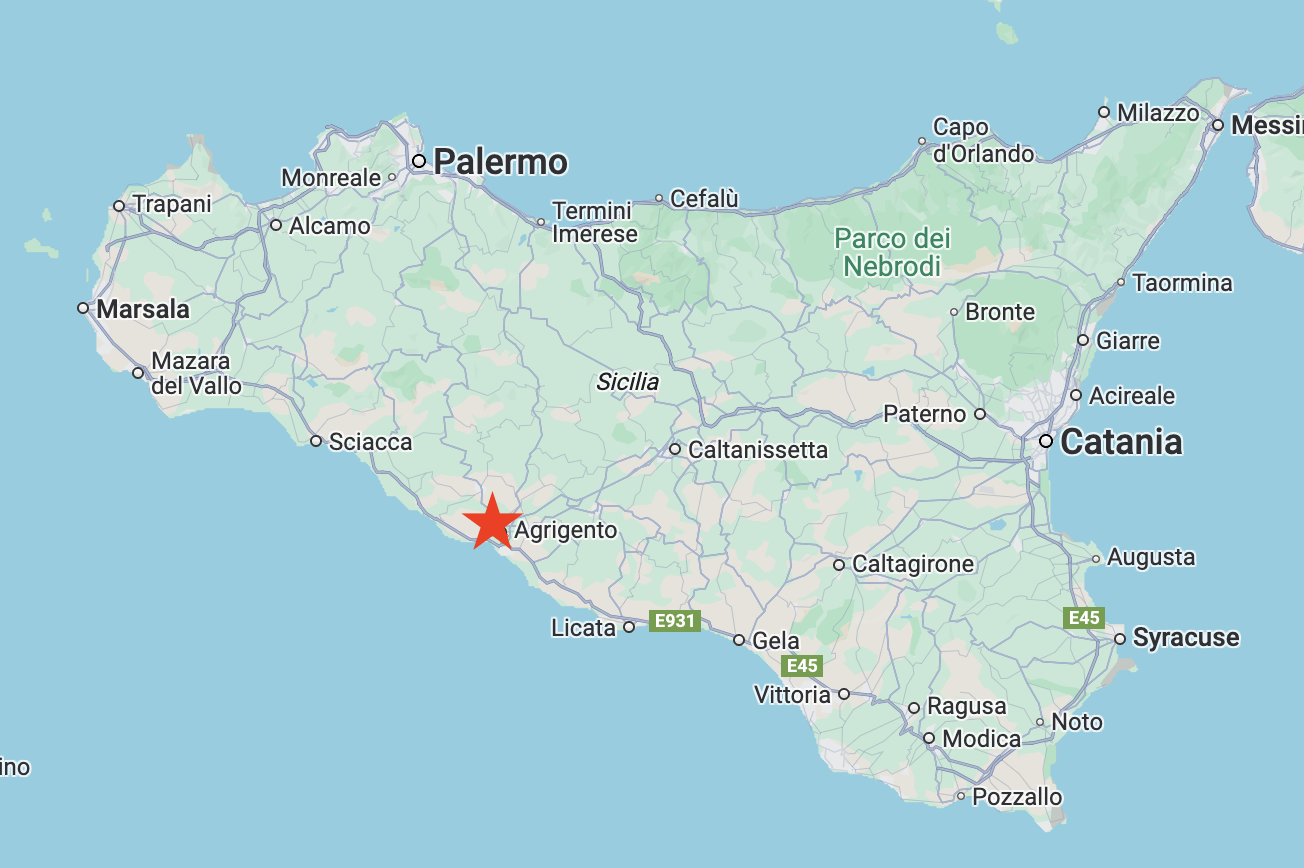 Milazzo
Messin
Capo
d'Orlando
Palermo
Monreale
Trapani
Cefalù
Termini
Imerese
Alcamo
Parco dei
Nebrodi
Taormina
Marsala
Bronte
Giarre
Mazara
del Vallo
Sicilia
Acireale
Paterno
Sciacca
Catania
Caltanissetta
Agrigento
Augusta
Caltagirone
E45
E931
Licata
Syracuse
Gela
E45
Vittoria
Ragusa
Noto
Modica
ino
Pozzallo